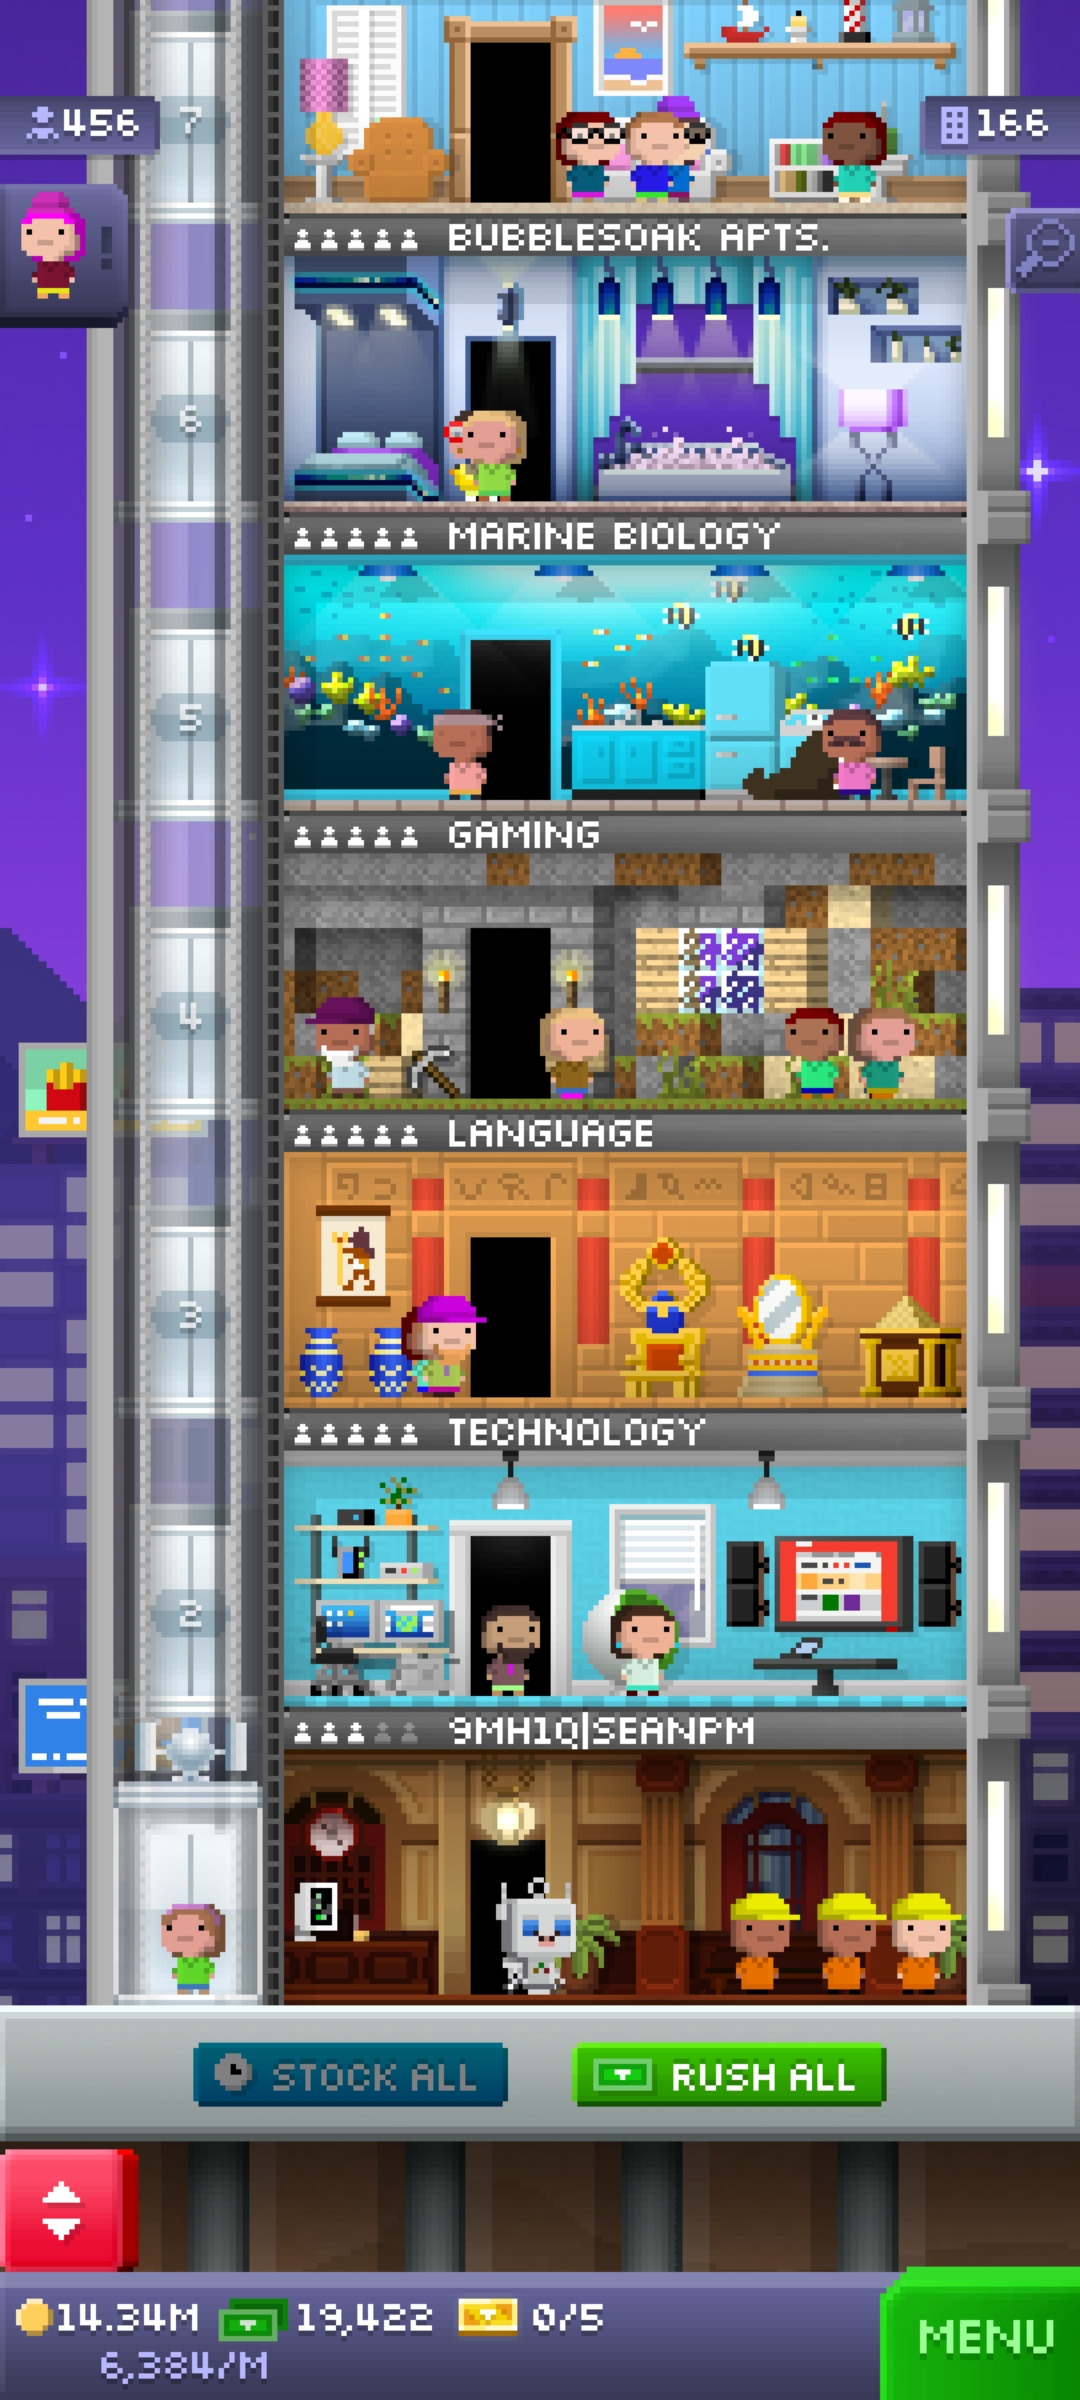 7
456
166
!
BUBBLESOAK APTS.
6
MARINE BIOLOGY
5
GAMING
4
LANGUAGE
3
TECHNOLOGY
2
9MH1Q|SEANPM
STOCK ALL
RUSH ALL
14.34M
19,422
0/5
6,384/M
MENU